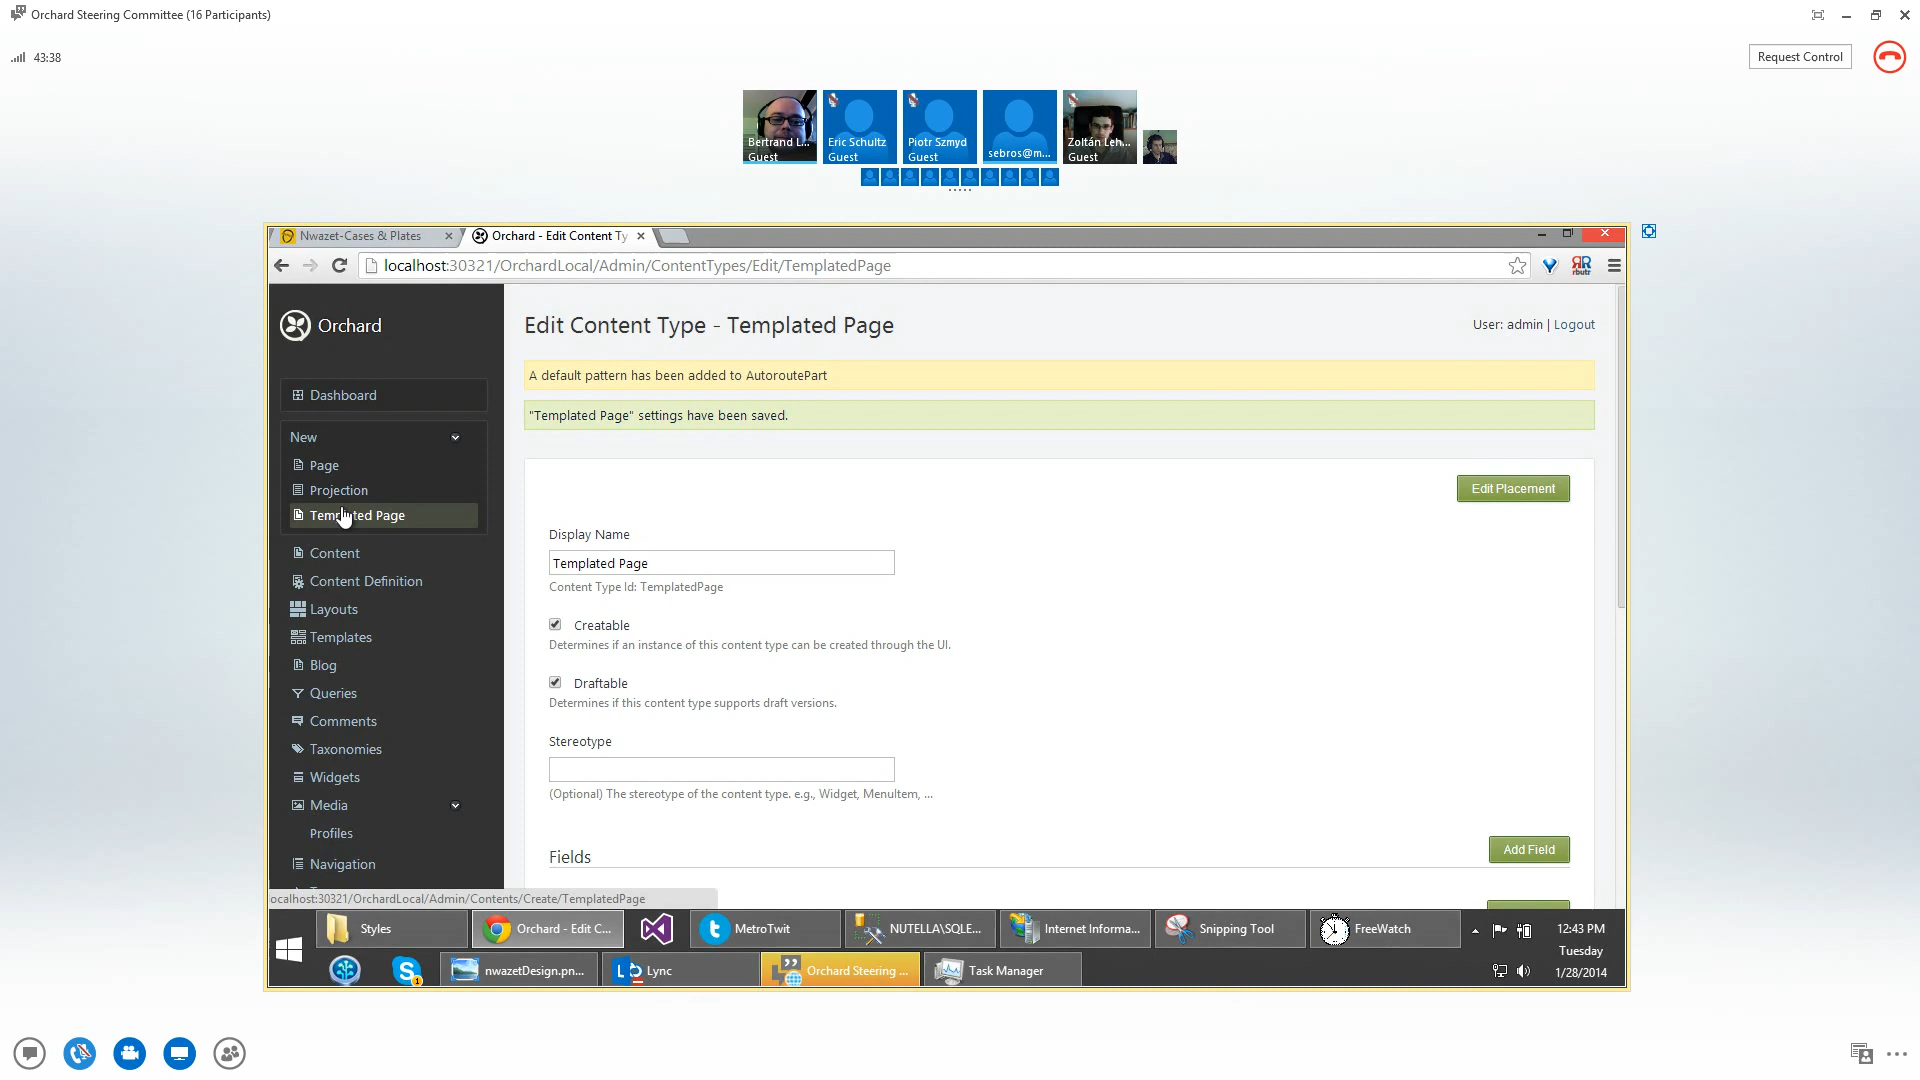 Orchard Steering Committee (16 Participants)
43:38
Request Control
Bertrand L...
Guest
Eric Schultz
Guest
Piotr Szmyd
Guest
sebros@m...
Zoltán Leh...
Guest
Nwazet-Cases & Plates
Orchard - Edit Content Ty
localhost:30321/OrchardLocal/Admin/ContentTypes/Edit/TemplatedPage
rbutr
Orchard
Edit Content Type - Templated Page
User: admin | Logout
A default pattern has been added to AutoroutePart
"Templated Page" settings have been saved.
Dashboard
New
Page
Projection
Templated Page
Content
Content Definition
Layouts
Templates
Blog
Queries
Comments
Taxonomies
Widgets
Media
Profiles
Navigation
Edit Placement
Display Name
Templated Page
Content Type Id: TemplatedPage
Creatable
Determines if an instance of this content type can be created through the UI.
Draftable
Determines if this content type supports draft versions.
Stereotype
(Optional) The stereotype of the content type. e.g., Widget, MenuItem, ...
Fields
Add Field
ocalhost:30321/OrchardLocal/Admin/Contents/Create/TemplatedPage
Styles
Orchard - Edit C...
MetroTwit
NUTELLA\SQLE...
Internet Informa...
Snipping Tool
FreeWatch
12:43 PM
Tuesday
1/28/2014
1
nwazetDesign.pn...
Lync
Orchard Steering ...
Task Manager